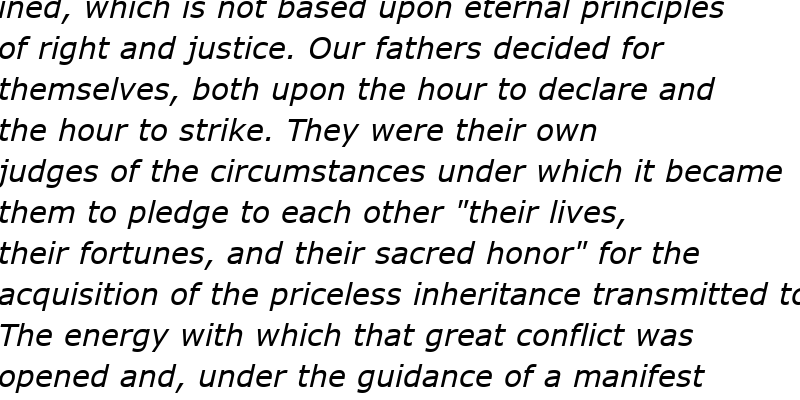 ined, which is not based upon eternal principles
of right and justice. Our fathers decided for
themselves, both upon the hour to declare and
the hour to strike. They were their own
judges of the circumstances under which it became
them to pledge to each other "their lives,
their fortunes, and their sacred honor" for the
acquisition of the priceless inheritance transmitted to
The energy with which that great conflict was
opened and, under the guidance of a manifest